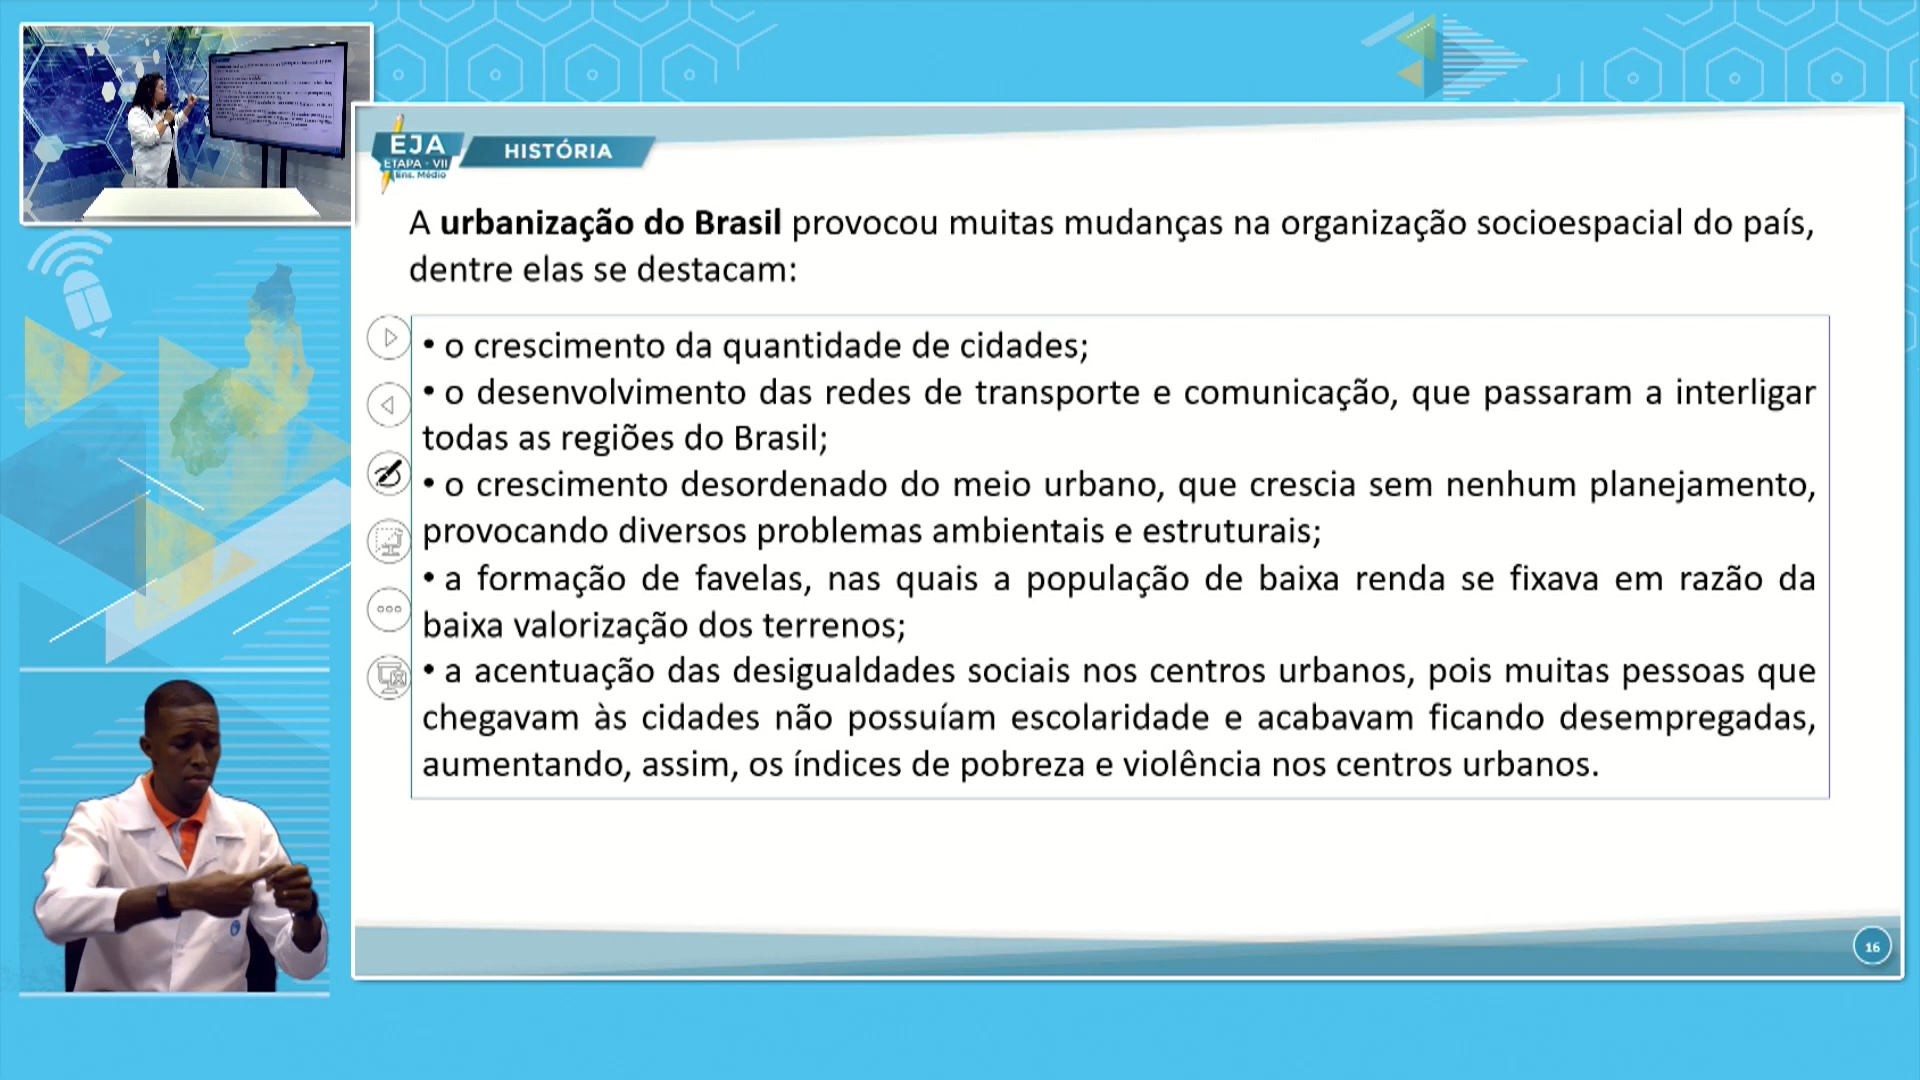 EJA
ETAPA - VII
Ens. Médio
HISTÓRIA
A urbanização do Brasil provocou muitas mudanças na organização socioespacial do país,
dentre elas se destacam:
• o crescimento da quantidade de cidades;
• o desenvolvimento das redes de transporte e comunicação, que passaram a interligar
todas as regiões do Brasil;
• o crescimento desordenado do meio urbano, que crescia sem nenhum planejamento,
provocando diversos problemas ambientais e estruturais;
• a formação de favelas, nas quais a população de baixa renda se fixava em razão da
baixa valorização dos terrenos;
• a acentuação das desigualdades sociais nos centros urbanos, pois muitas pessoas que
chegavam às cidades não possuíam escolaridade e acabavam ficando desempregadas,
aumentando, assim, os índices de pobreza e violência nos centros urbanos.
16